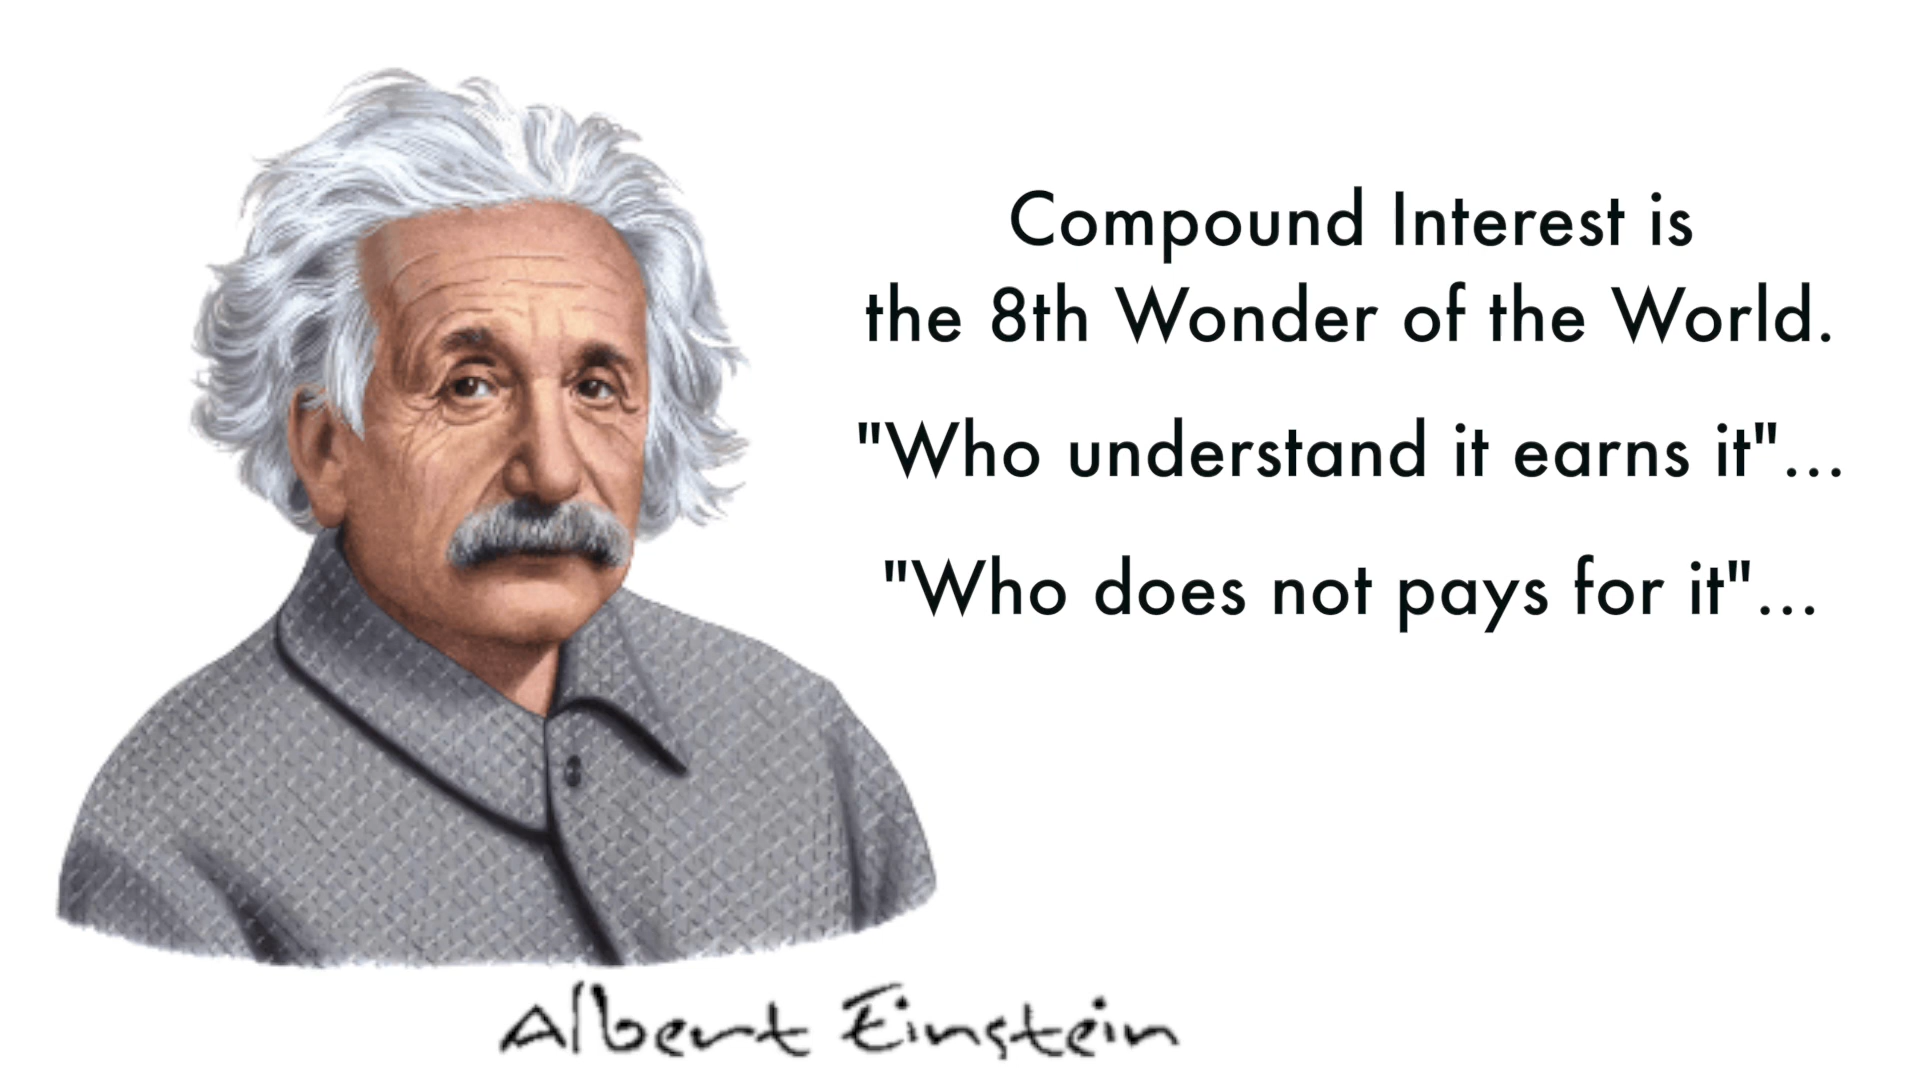 Compound Interest is
the 8th Wonder of the World.
"Who understand it earns it"...
"Who does not pays for it"...
Albert Einstein